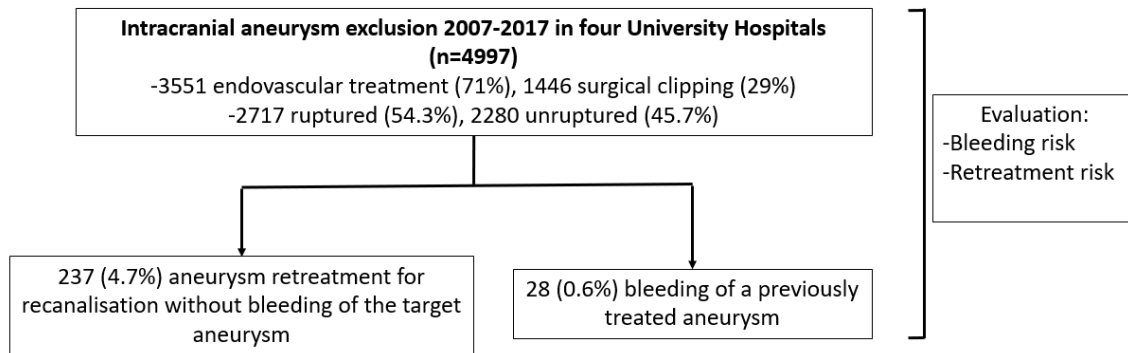 Intracranial aneurysm exclusion 2007-2017 in four University Hospitals
(n=4997)
-3551 endovascular treatment (71%), 1446 surgical clipping (29%)
-2717 ruptured (54.3%), 2280 unruptured (45.7%)
Evaluation:
-Bleeding risk
-Retreatment risk
237 (4.7%) aneurysm retreatment for
recanalisation without bleeding of the target
aneurysm
28 (0.6%) bleeding of a previously
treated aneurysm